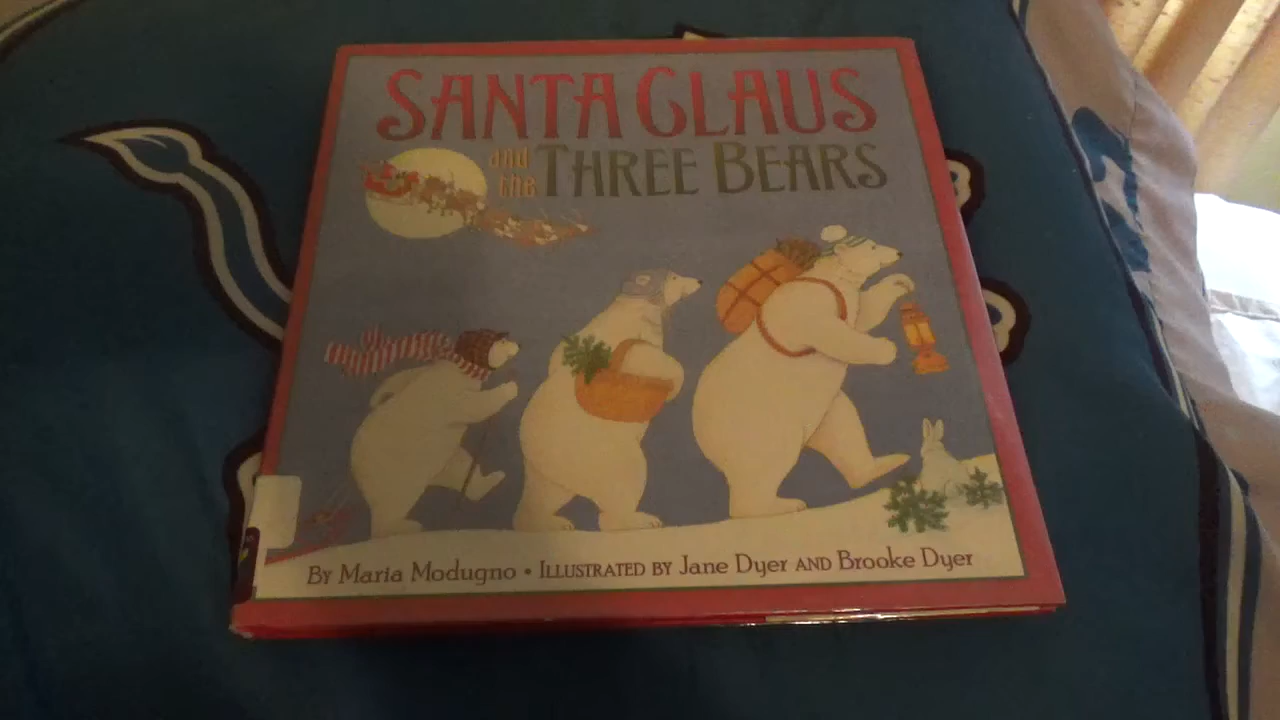 SANTA CLAUS
and the THREE BEARS
BY Maria Modugno • ILLUSTRATED BY Jane Dyer AND Brooke Dyer